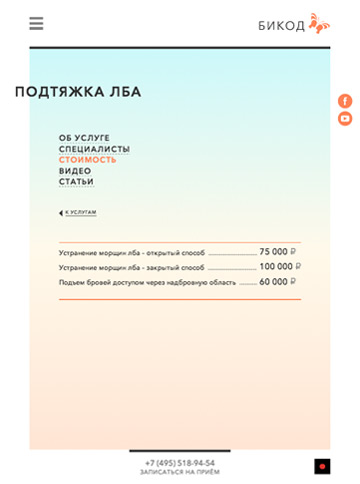 БИКОД
ПОДТЯЖКА ЛБА
ОБ УСЛУГЕ
СПЕЦИАЛИСТЫ
СТОИМОСТЬ
ВИДЕО
СТАТЬИ
К УСЛУГАМ
Устранение морщин лба - открытый способ 75 000 ₽
Устранение морщин лба - закрытый способ 100 000 ₽
Подъем бровей доступом через надбровную область 60 000 ₽
+7 (495) 518-94-54
ЗАПИСАТЬСЯ НА ПРИЁМ